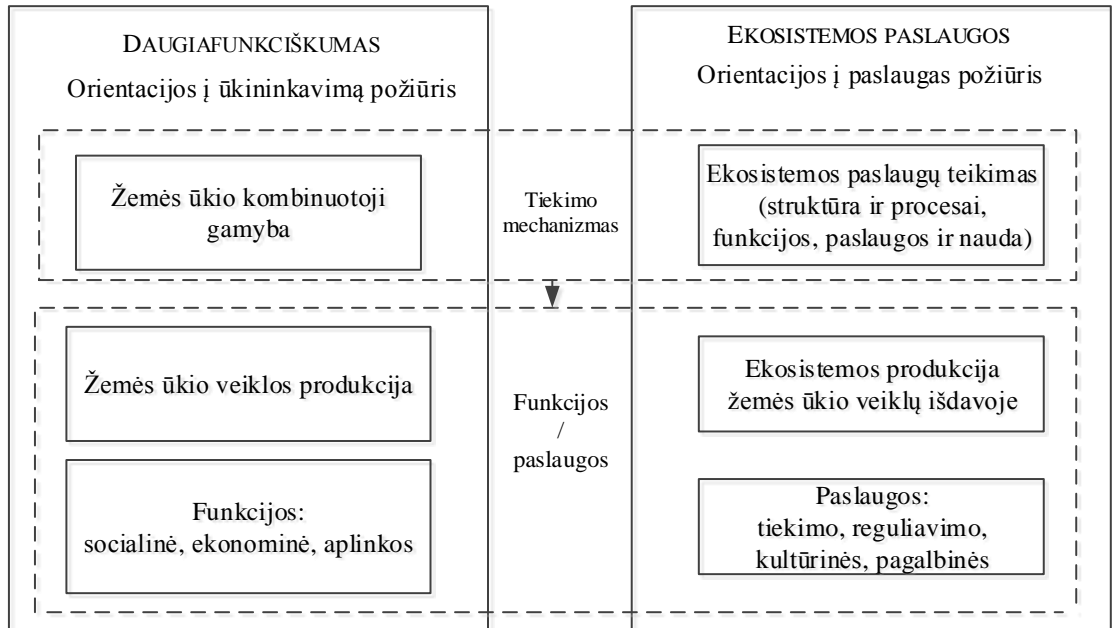 DAUGIAFUNKCIŠKUMAS
Orientacijos į ūkininkavimą požiūris
EKOSISTEMOS PASLAUGOS
Orientacijos į paslaugas požiūris
Žemės ūkio kombinuotoji
gamyba
Tiekimo
mechanizmas
Ekosistemos paslaugų teikimas
(struktūra ir procesai,
funkcijos, paslaugos ir nauda)
Žemės ūkio veiklos produkcija
Funkcijos
/
paslaugos
Ekosistemos produkcija
žemės ūkio veiklų išdavoje
Funkcijos:
socialinė, ekonominė, aplinkos
Paslaugos:
tiekimo, reguliavimo,
kultūrinės, pagalbinės